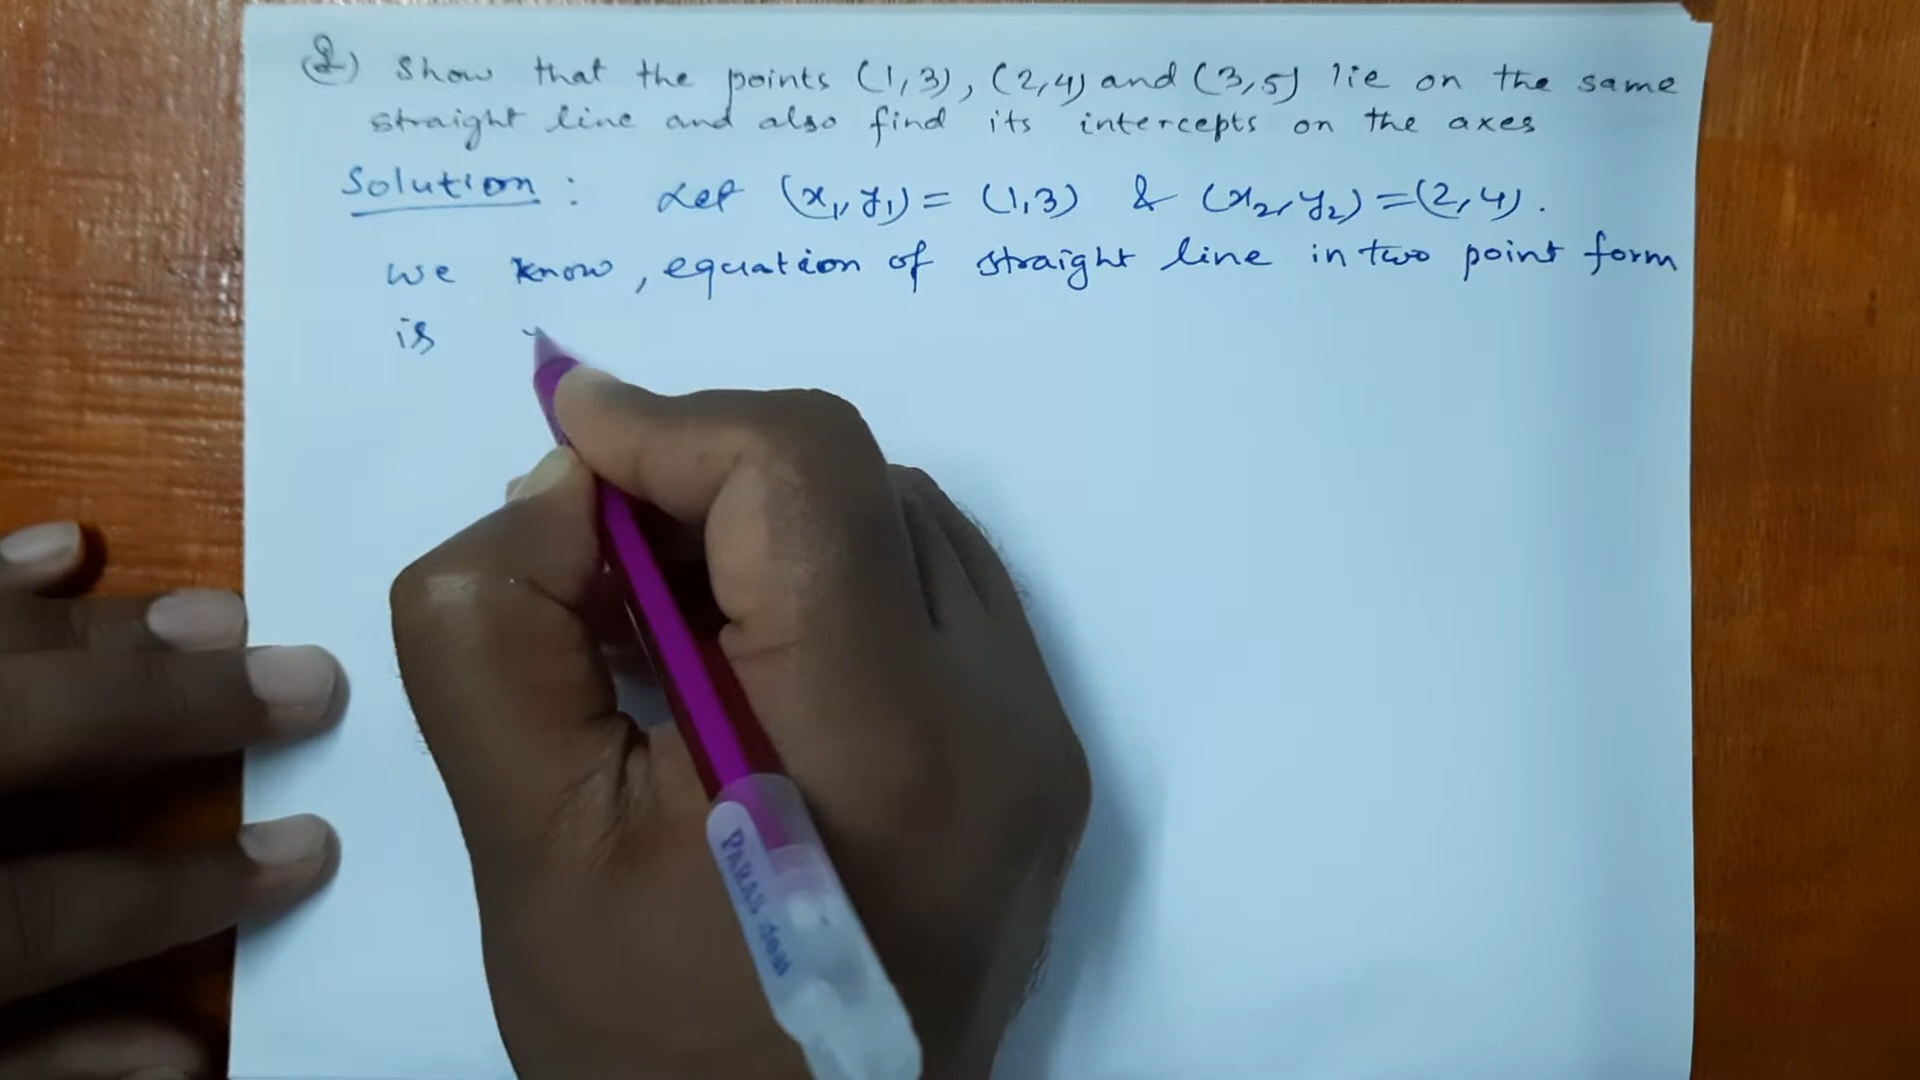 Q) Show that the points (1,3), (2,4) and (3,5) lie on the same
straight line and also find its intercepts on the axes
Solution : Let (x₁, y₁) = (1,3) & (x₂, y₂) = (2,4).
we know, equation of straight line in two point form
is
PARAS